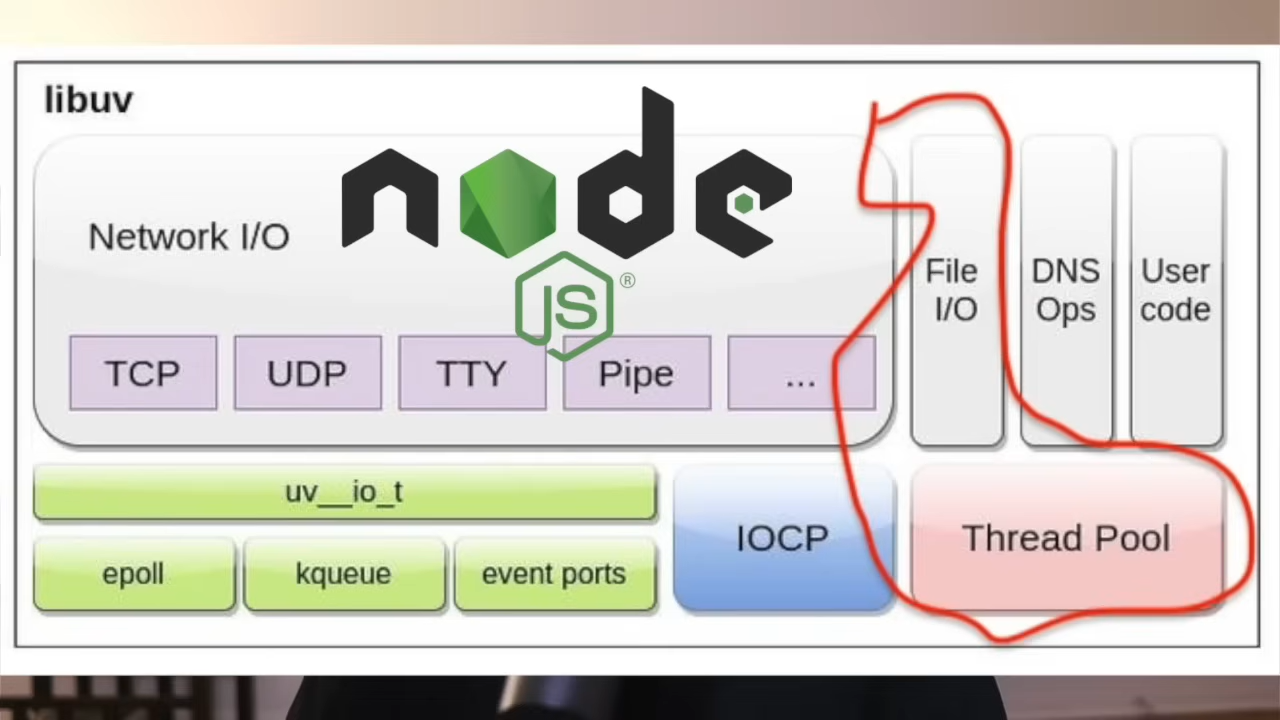 libuv
node
JS
®
Network I/O
TCP
UDP
TTY
Pipe
...
File
I/O
DNS
Ops
User
code
uv__io_t
epoll
kqueue
event ports
IOCP
Thread Pool